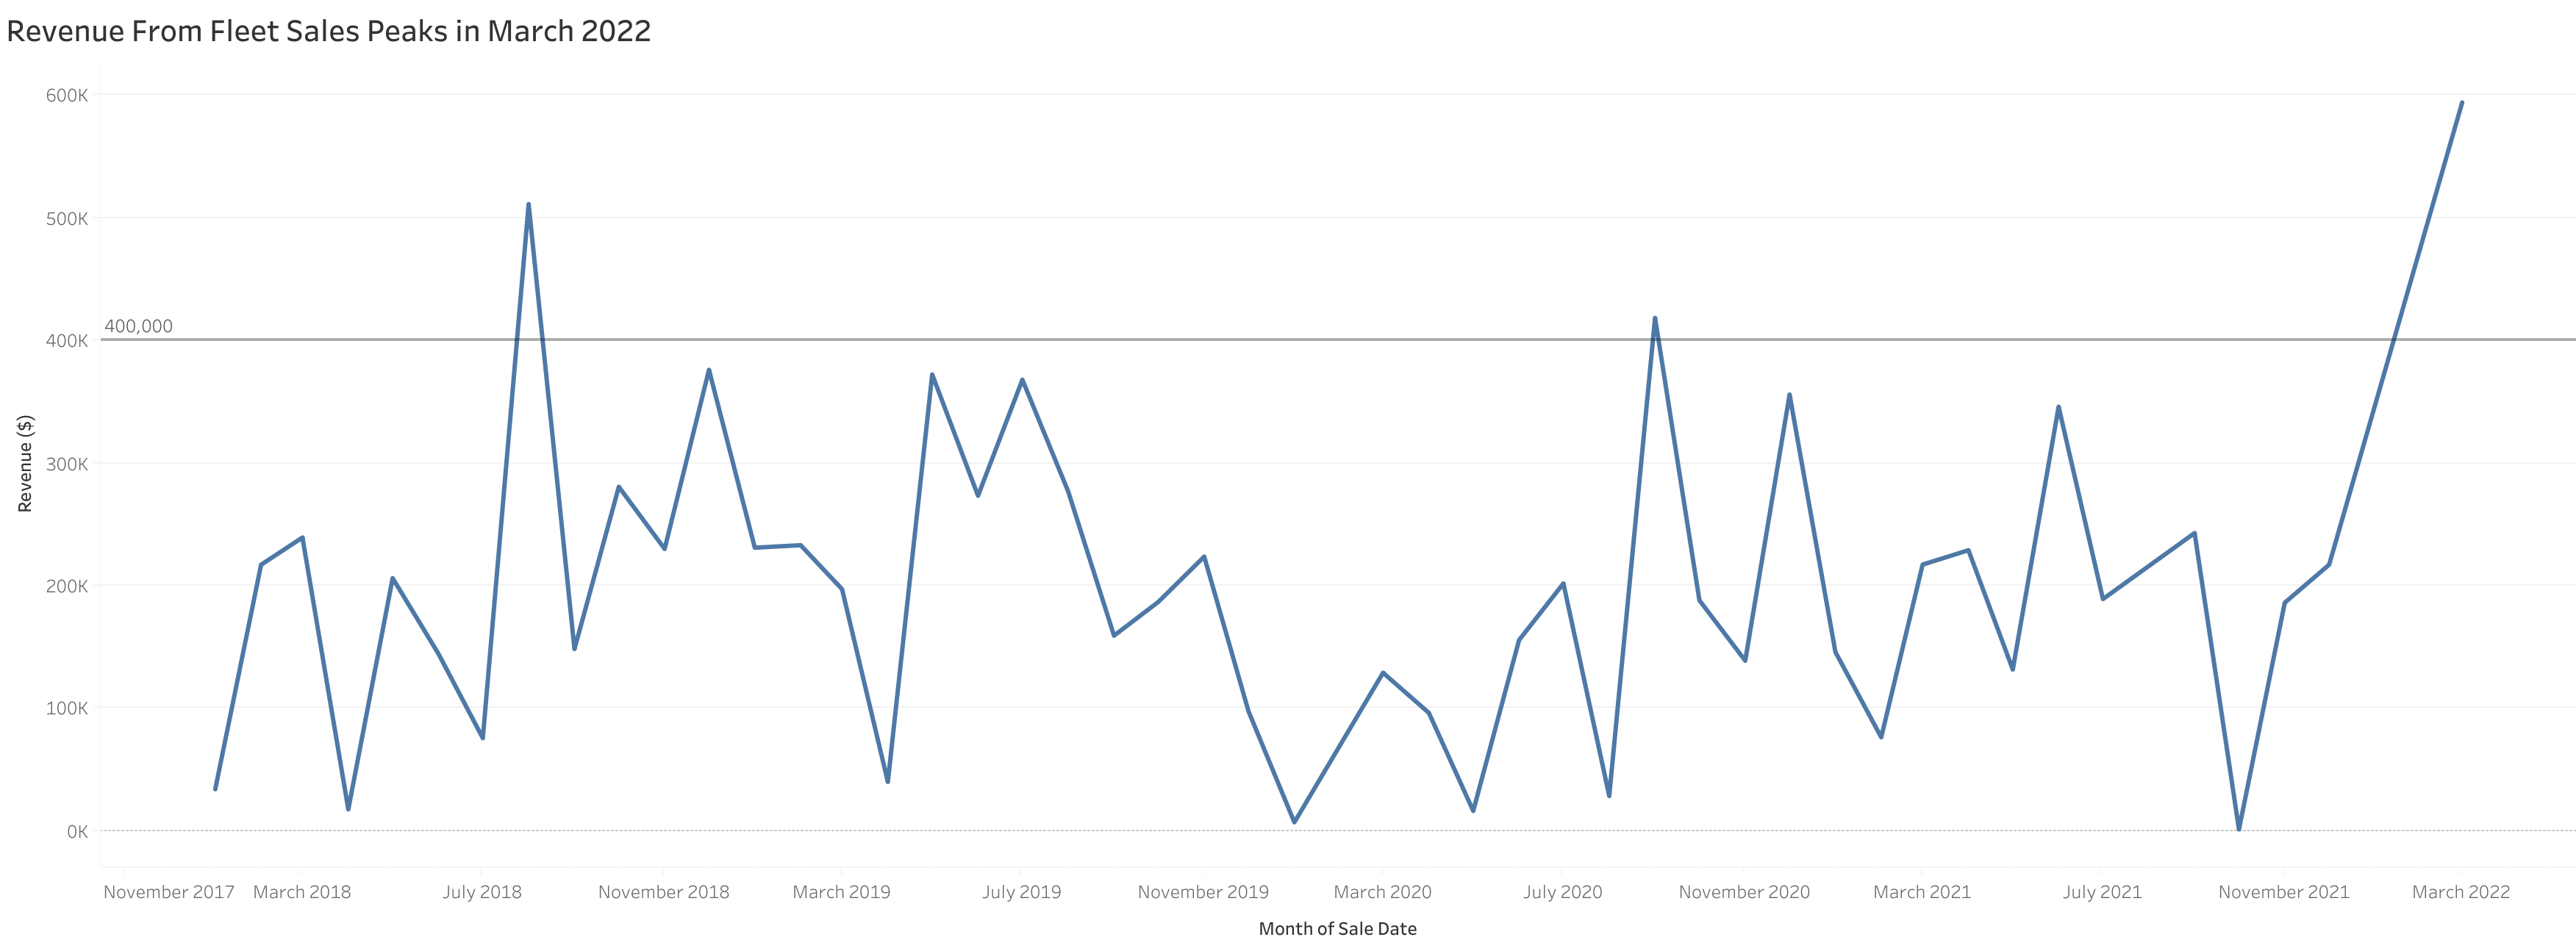 Revenue From Fleet Sales Peaks in March 2022
600K
500K
400,000
400K
300K
200K
100K
0K
Revenue ($)
November 2017 March 2018 July 2018 November 2018 March 2019 July 2019 November 2019 March 2020 July 2020 November 2020 March 2021 July 2021 November 2021 March 2022
Month of Sale Date